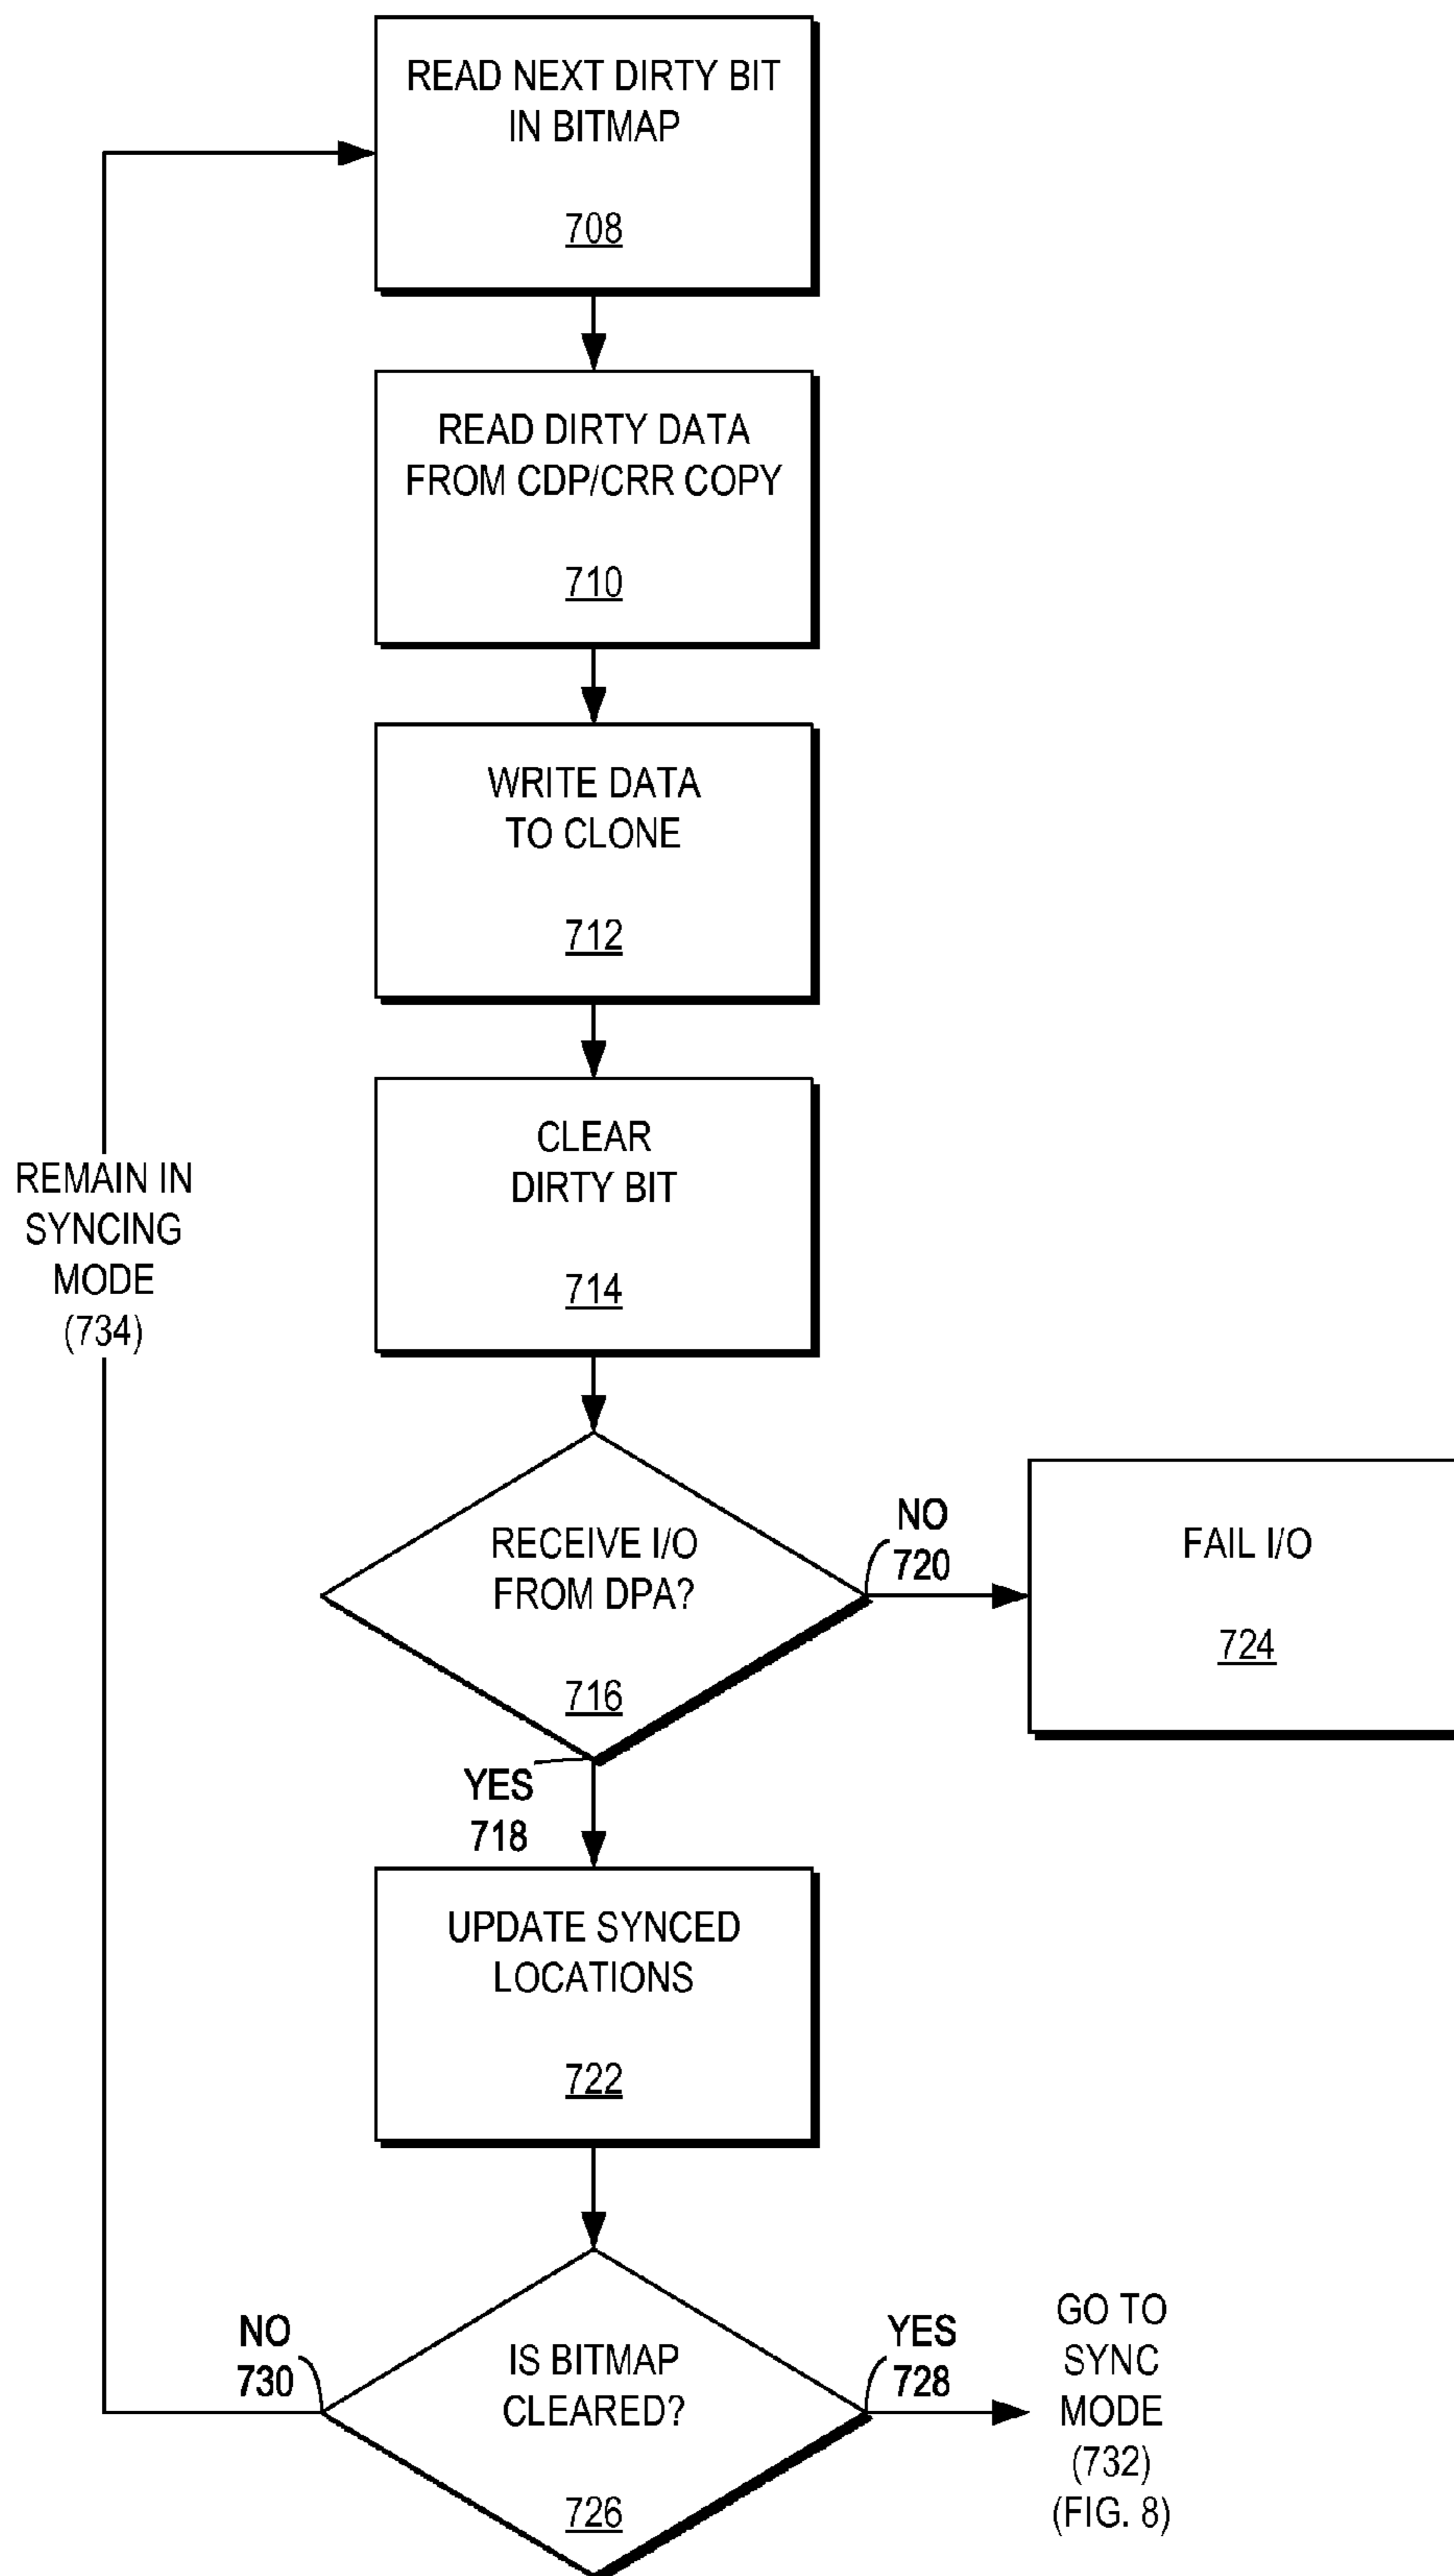 READ NEXT DIRTY BIT
IN BITMAP
708
READ DIRTY DATA
FROM CDP/CRR COPY
710
WRITE DATA
TO CLONE
712
CLEAR
DIRTY BIT
714
REMAIN IN
SYNCING
MODE
(734)
RECEIVE I/O
FROM DPA?
716
NO
720
FAIL I/O
724
YES
718
UPDATE SYNCED
LOCATIONS
722
IS BITMAP
CLEARED?
726
NO
730
YES
728
GO TO
SYNC
MODE
(732)
(FIG. 8)